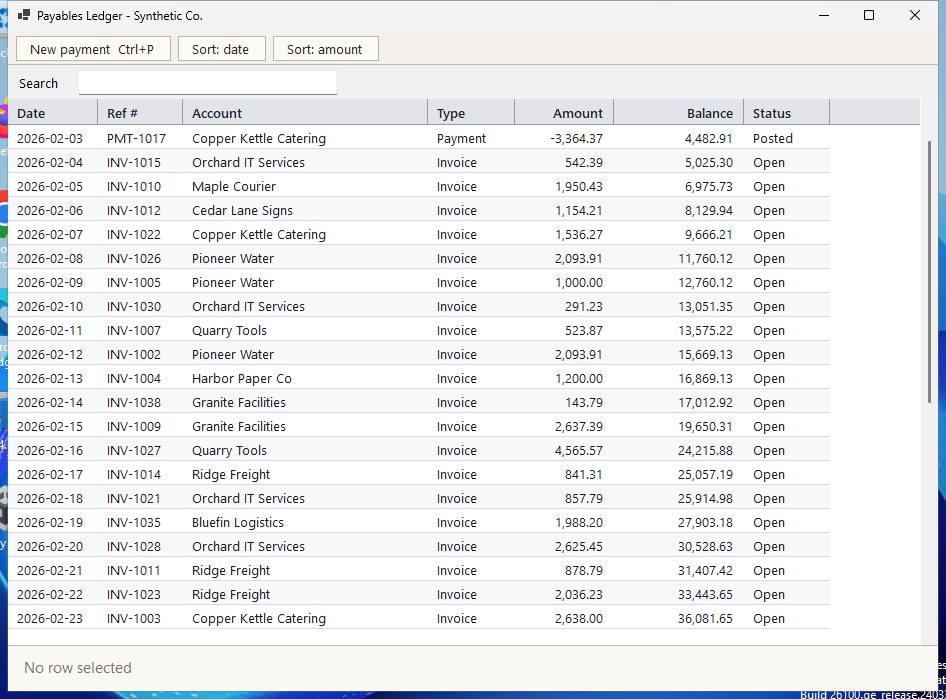 Payables Ledger - Synthetic Co.
New payment Ctrl+P Sort: date Sort: amount
Search
Date Ref # Account Type Amount Balance Status
2026-02-03 PMT-1017 Copper Kettle Catering Payment -3,364.37 4,482.91 Posted
2026-02-04 INV-1015 Orchard IT Services Invoice 542.39 5,025.30 Open
2026-02-05 INV-1010 Maple Courier Invoice 1,950.43 6,975.73 Open
2026-02-06 INV-1012 Cedar Lane Signs Invoice 1,154.21 8,129.94 Open
2026-02-07 INV-1022 Copper Kettle Catering Invoice 1,536.27 9,666.21 Open
2026-02-08 INV-1026 Pioneer Water Invoice 2,093.91 11,760.12 Open
2026-02-09 INV-1005 Pioneer Water Invoice 1,000.00 12,760.12 Open
2026-02-10 INV-1030 Orchard IT Services Invoice 291.23 13,051.35 Open
2026-02-11 INV-1007 Quarry Tools Invoice 523.87 13,575.22 Open
2026-02-12 INV-1002 Pioneer Water Invoice 2,093.91 15,669.13 Open
2026-02-13 INV-1004 Harbor Paper Co Invoice 1,200.00 16,869.13 Open
2026-02-14 INV-1038 Granite Facilities Invoice 143.79 17,012.92 Open
2026-02-15 INV-1009 Granite Facilities Invoice 2,637.39 19,650.31 Open
2026-02-16 INV-1027 Quarry Tools Invoice 4,565.57 24,215.88 Open
2026-02-17 INV-1014 Ridge Freight Invoice 841.31 25,057.19 Open
2026-02-18 INV-1021 Orchard IT Services Invoice 857.79 25,914.98 Open
2026-02-19 INV-1035 Bluefin Logistics Invoice 1,988.20 27,903.18 Open
2026-02-20 INV-1028 Orchard IT Services Invoice 2,625.45 30,528.63 Open
2026-02-21 INV-1011 Ridge Freight Invoice 878.79 31,407.42 Open
2026-02-22 INV-1023 Ridge Freight Invoice 2,036.23 33,443.65 Open
2026-02-23 INV-1003 Copper Kettle Catering Invoice 2,638.00 36,081.65 Open
No row selected
Build 26100.ge_release.2403